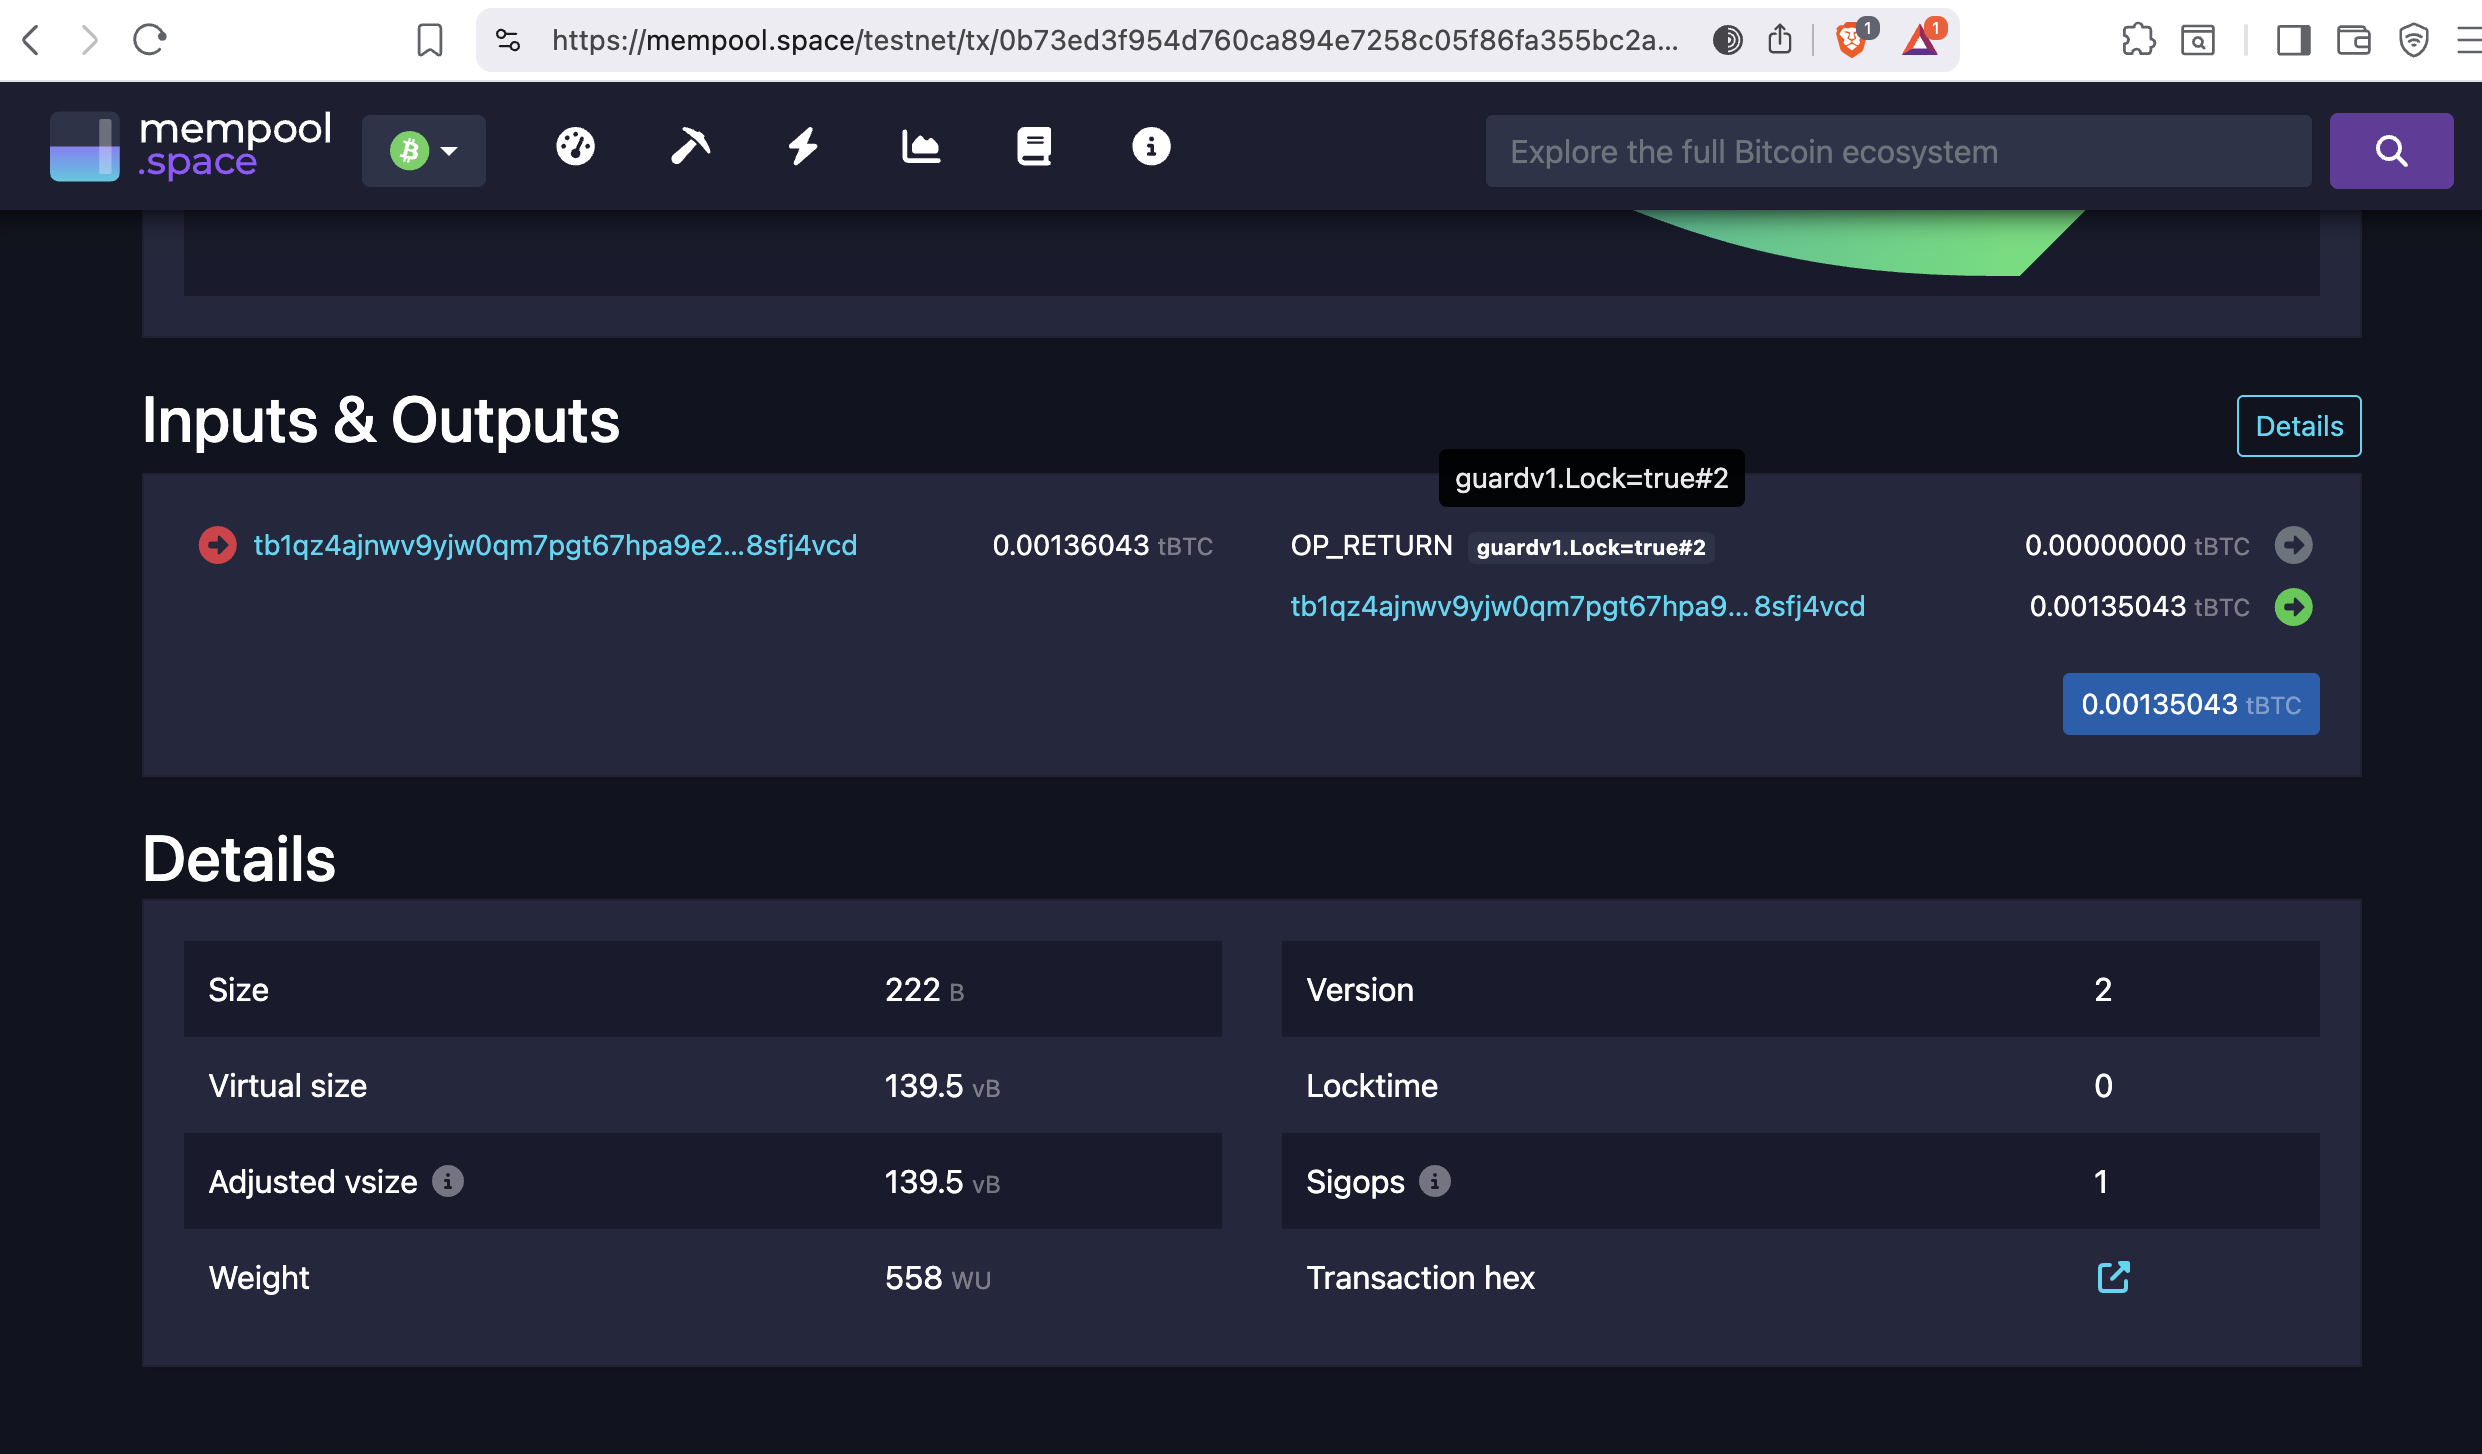 https://mempool.space/testnet/tx/0b73ed3f954d760ca894e7258c05f86fa355bc2a...
1
1
mempool
.space
Explore the full Bitcoin ecosystem
Inputs & Outputs
Details
guardv1.Lock=true#2
tb1qz4ajnwv9yjw0qm7pgt67hpa9e2...8sfj4vcd
0.00136043 tBTC
OP_RETURN guardv1.Lock=true#2
0.00000000 tBTC
tb1qz4ajnwv9yjw0qm7pgt67hpa9... 8sfj4vcd
0.00135043 tBTC
0.00135043 tBTC
Details
Size 222 B
Version 2
Virtual size 139.5 vB
Locktime 0
Adjusted vsize 139.5 vB
Sigops 1
Weight 558 WU
Transaction hex